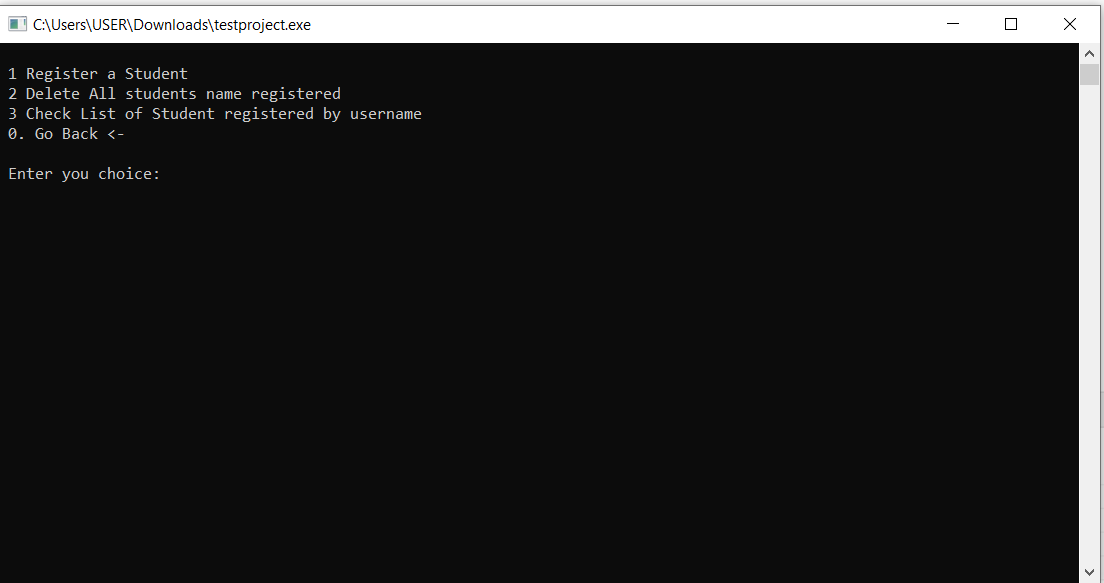 C:\Users\USER\Downloads\testproject.exe
1 Register a Student
2 Delete All students name registered
3 Check List of Student registered by username
0. Go Back <-
Enter you choice: